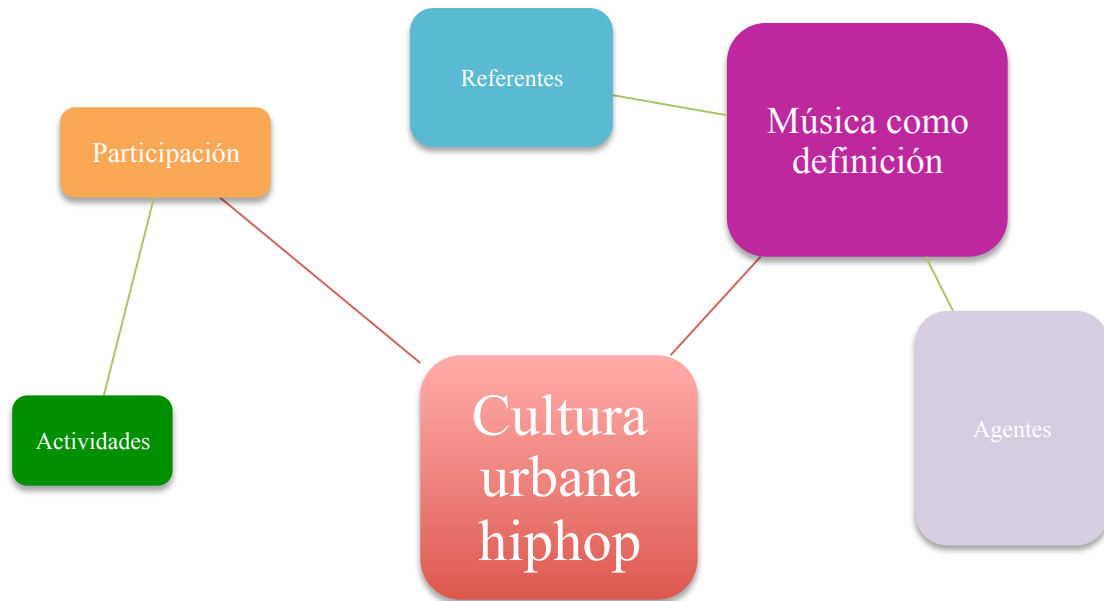 Referentes
Música como
definición
Participación
Actividades
Cultura
urbana
hiphop
Agentes